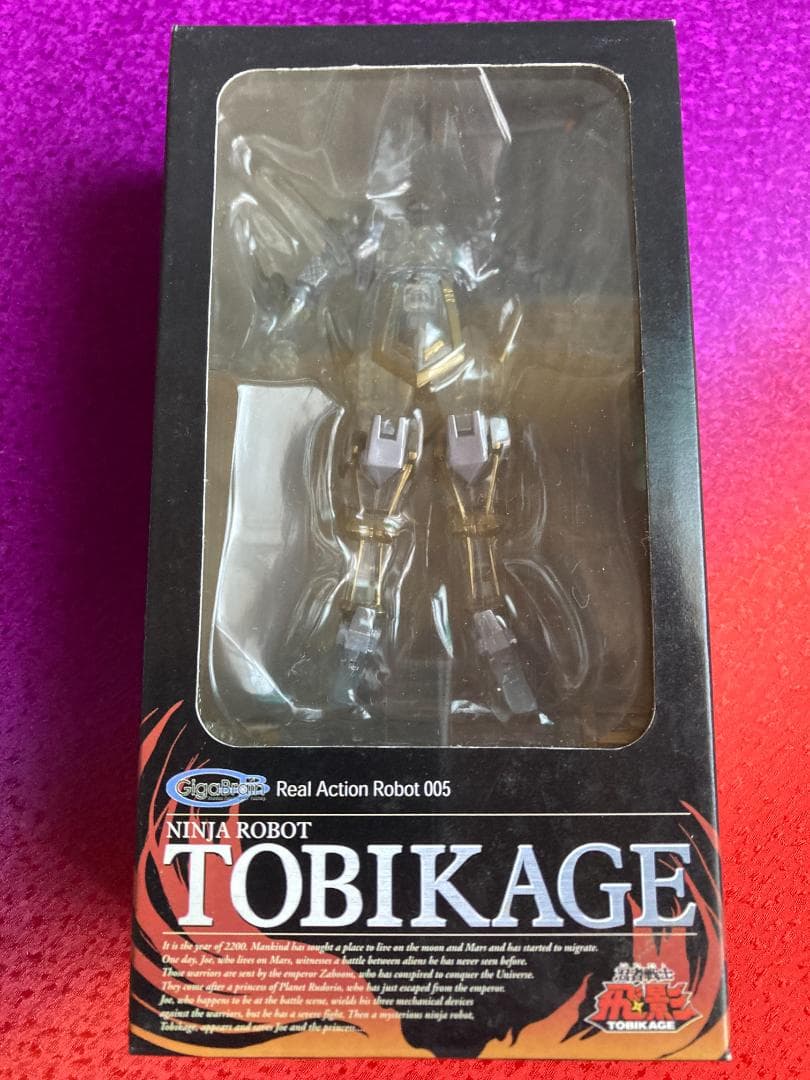 GigaBrain
Real Action Robot 005
NINJA ROBOT
TOBIKAGE
It is the year of 2200. Mankind has sought a place to live on the moon and Mars and has started to migrate.
One day, Joe, who lives on Mars, witnesses a battle between aliens he has never seen before.
Those warriors are sent by the emperor Zaboom, who has conspired to conquer the Universe.
They come after a princess of Planet Rudorio, who has just escaped from the emperor.
Joe, who happens to be at the battle scene, wields his three mechanical devices
against the warriors, but he has a severe fight. Then a mysterious ninja robot,
Tobikage, appears and saves Joe and the princess...
忍者戦士
飛影
TOBIKAGE